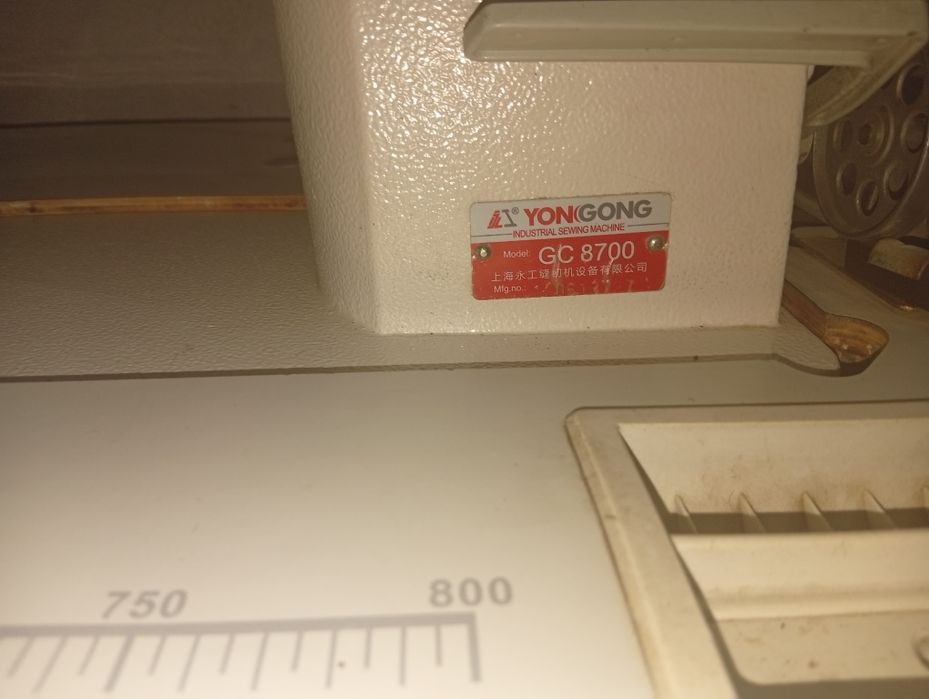 ® YONGGONG
INDUSTRIAL SEWING MACHINE
Model: GC 8700
上海永工缝纫机设备有限公司
Mfg.no.:
750 800